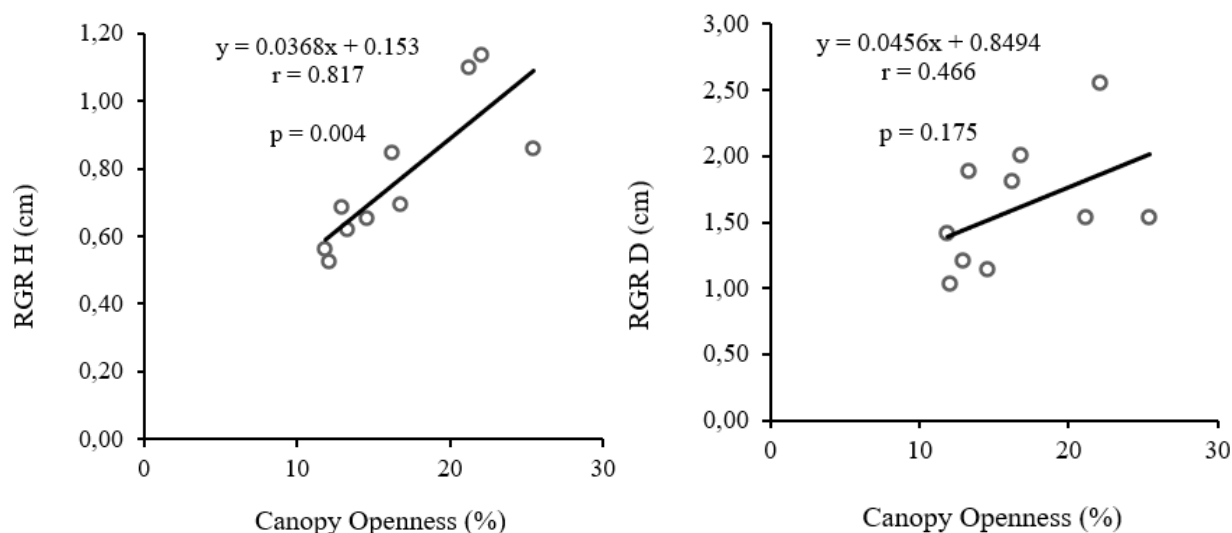 1,20
1,00
0,80
0,60
0,40
0,20
0,00
RGR H (cm)
y = 0.0368x + 0.153
r = 0.817
p = 0.004
0
10
20
30
Canopy Openness (%)
3,00
2,50
2,00
1,50
1,00
0,50
0,00
RGR D (cm)
y = 0.0456x + 0.8494
r = 0.466
p = 0.175
0
10
20
30
Canopy Openness (%)